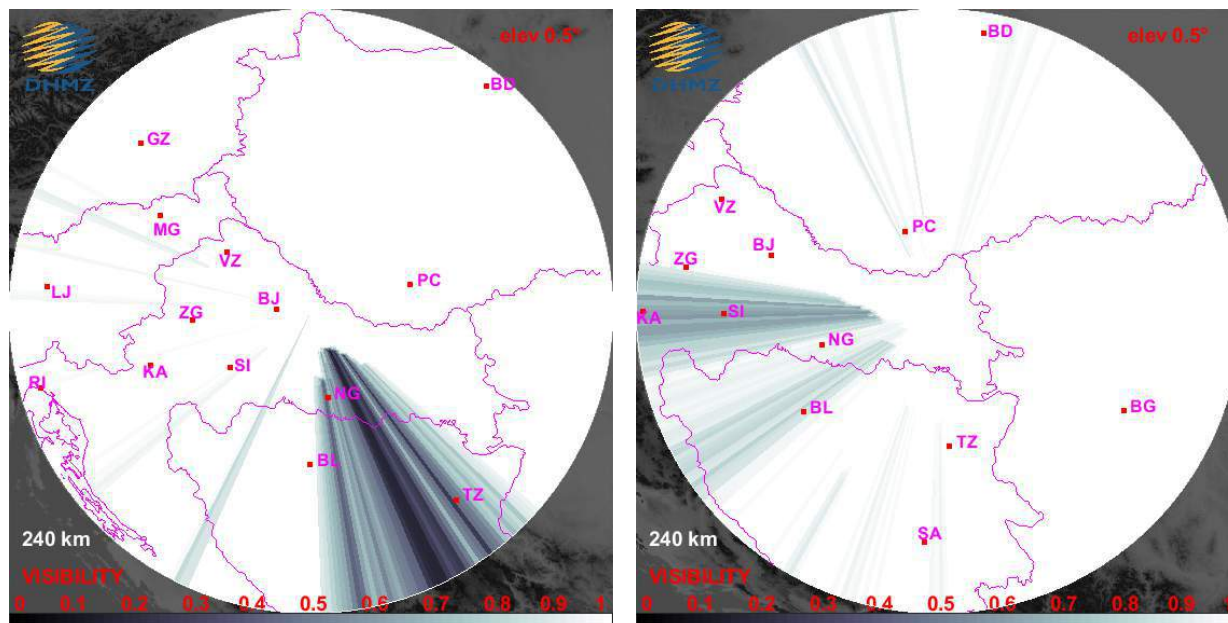 elev 0.5°
DHMZ
BD
GZ
MG
VZ
LJ
PC
BJ
ZG
KA
SI
RI
NG
BL
TZ
240 km
VISIBILITY
0 0.1 0.2 0.3 0.4 0.5 0.6 0.7 0.8 0.9 1
BD
elev 0.5°
DHMZ
VZ
PC
BJ
ZG
KA
SI
NG
BL
BG
TZ
SA
240 km
VISIBILITY
0 0.1 0.2 0.3 0.4 0.5 0.6 0.7 0.8 0.9